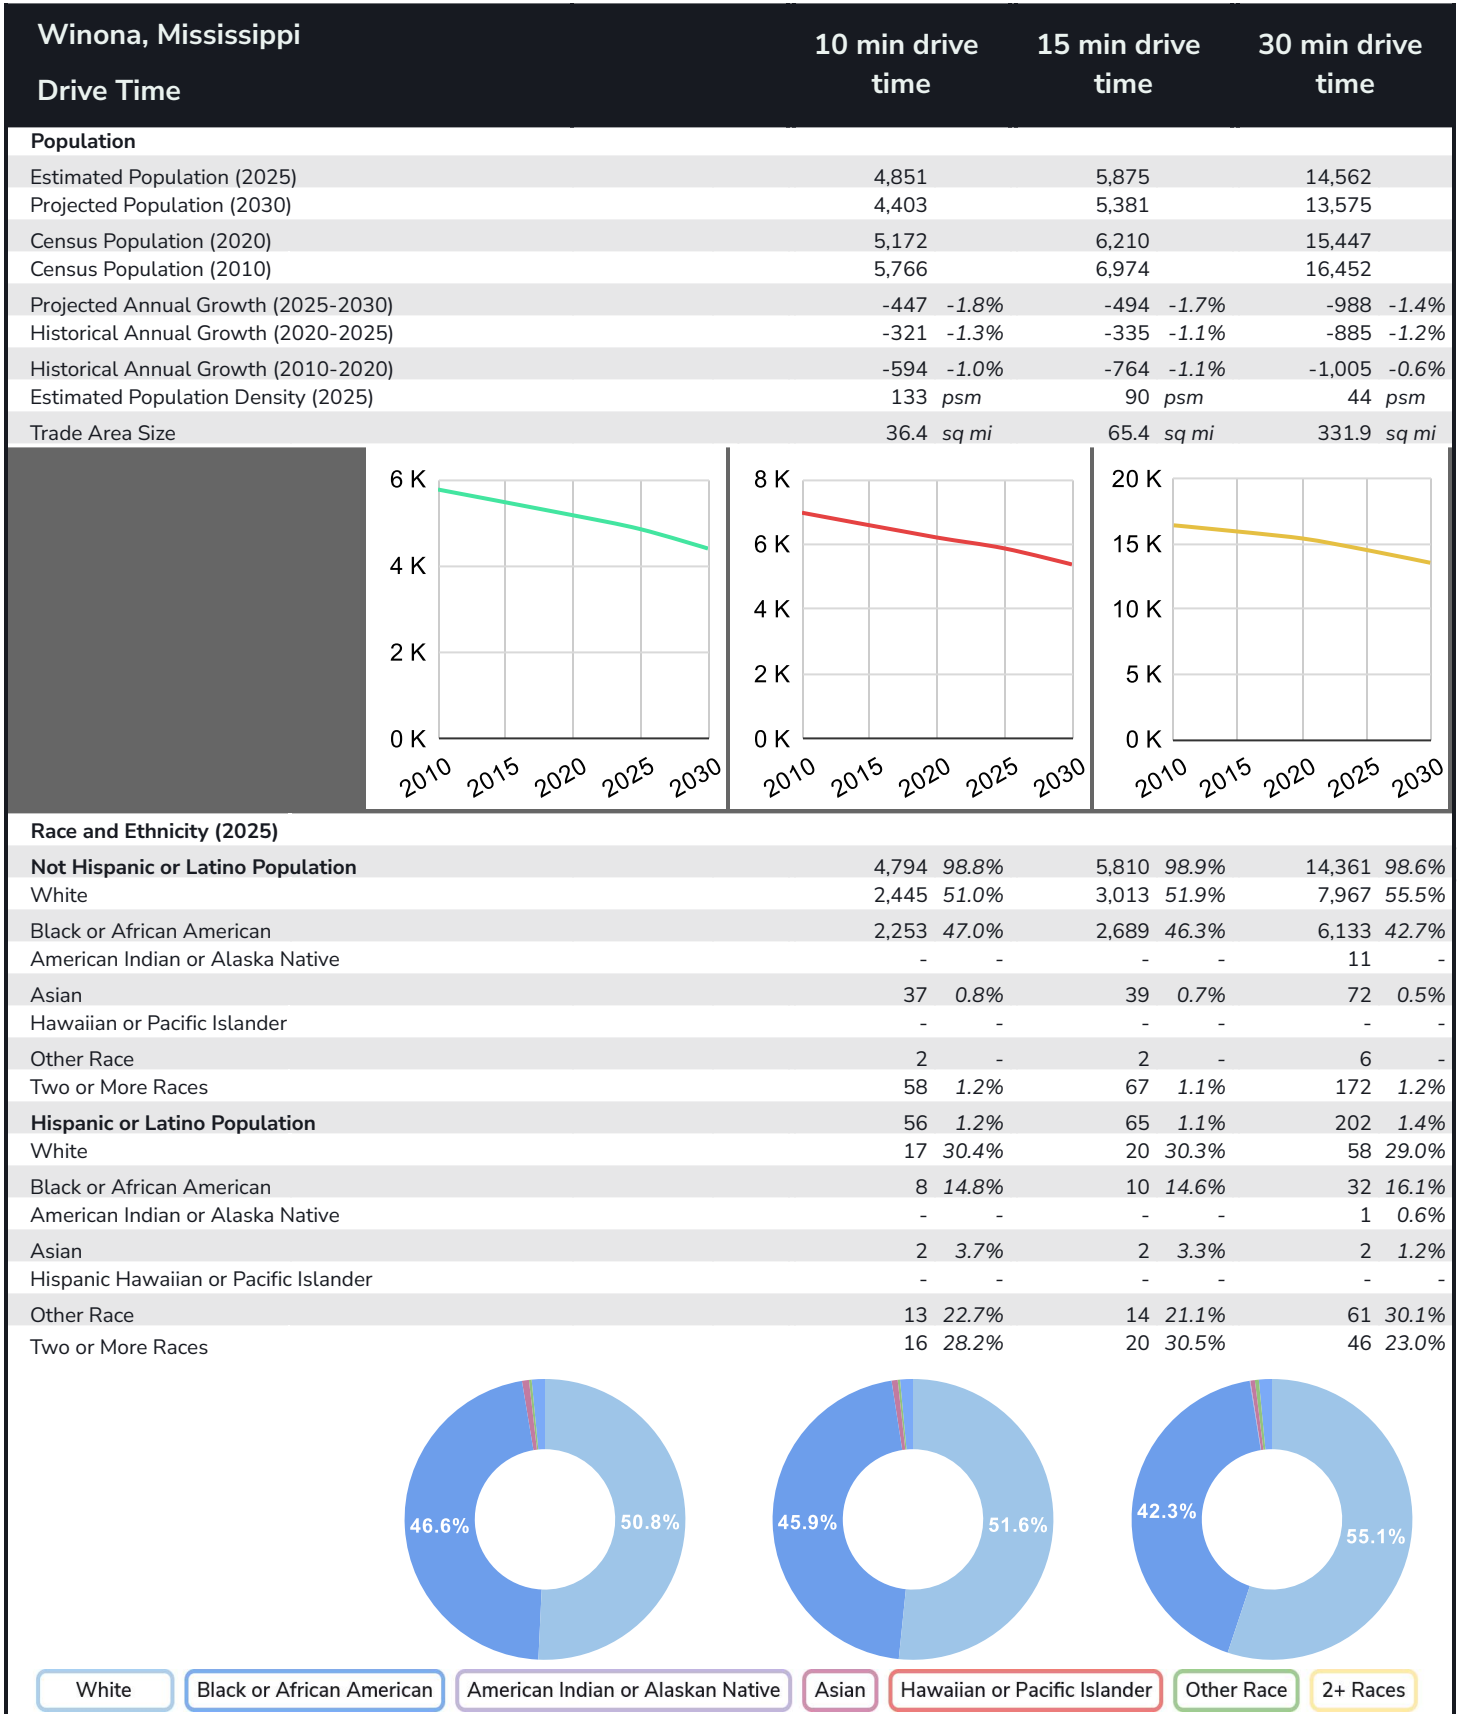 Winona, Mississippi
Drive Time
10 min drive time
15 min drive time
30 min drive time
Population
Estimated Population (2025) 4,851 5,875 14,562
Projected Population (2030) 4,403 5,381 13,575
Census Population (2020) 5,172 6,210 15,447
Census Population (2010) 5,766 6,974 16,452
Projected Annual Growth (2025-2030) -447 -1.8% -494 -1.7% -988 -1.4%
Historical Annual Growth (2020-2025) -321 -1.3% -335 -1.1% -885 -1.2%
Historical Annual Growth (2010-2020) -594 -1.0% -764 -1.1% -1,005 -0.6%
Estimated Population Density (2025) 133 psm 90 psm 44 psm
Trade Area Size 36.4 sq mi 65.4 sq mi 331.9 sq mi
6 K
4 K
2 K
0 K
2010 2015 2020 2025 2030
8 K
6 K
4 K
2 K
0 K
2010 2015 2020 2025 2030
20 K
15 K
10 K
5 K
0 K
2010 2015 2020 2025 2030
Race and Ethnicity (2025)
Not Hispanic or Latino Population 4,794 98.8% 5,810 98.9% 14,361 98.6%
White 2,445 51.0% 3,013 51.9% 7,967 55.5%
Black or African American 2,253 47.0% 2,689 46.3% 6,133 42.7%
American Indian or Alaska Native - - - - 11 -
Asian 37 0.8% 39 0.7% 72 0.5%
Hawaiian or Pacific Islander - - - - - -
Other Race 2 - 2 - 6 -
Two or More Races 58 1.2% 67 1.1% 172 1.2%
Hispanic or Latino Population 56 1.2% 65 1.1% 202 1.4%
White 17 30.4% 20 30.3% 58 29.0%
Black or African American 8 14.8% 10 14.6% 32 16.1%
American Indian or Alaska Native - - - - 1 0.6%
Asian 2 3.7% 2 3.3% 2 1.2%
Hispanic Hawaiian or Pacific Islander - - - - - -
Other Race 13 22.7% 14 21.1% 61 30.1%
Two or More Races 16 28.2% 20 30.5% 46 23.0%
46.6% 50.8%
45.9% 51.6%
42.3% 55.1%
White Black or African American American Indian or Alaskan Native Asian Hawaiian or Pacific Islander Other Race 2+ Races